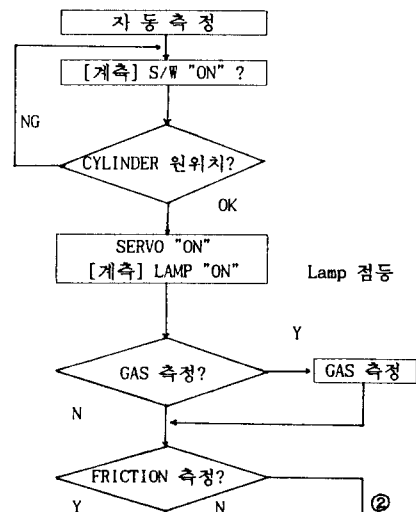 자 동 측 정
[계측] S/W "ON" ?
NG
CYLINDER 원위치?
OK
SERVO "ON"
[계측] LAMP "ON"
Lamp 점등
Y
GAS 측정?
GAS 측정
N
FRICTION 측정?
②
Y
N